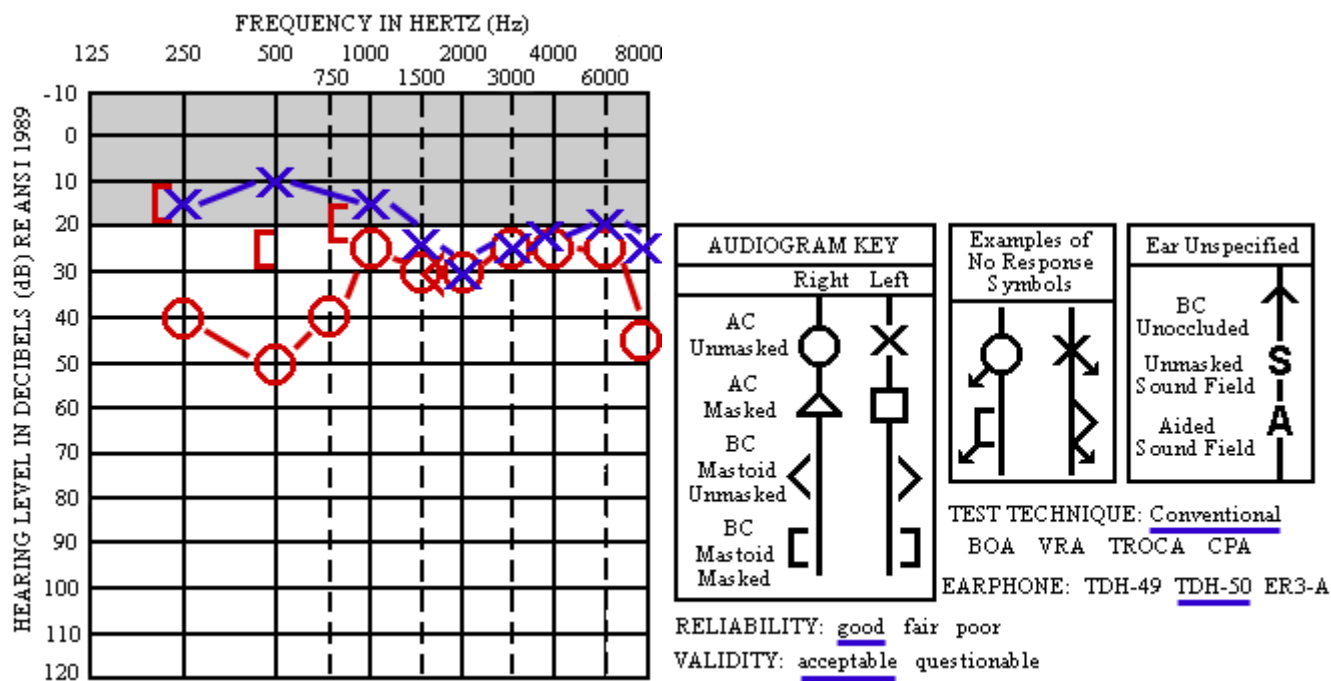 FREQUENCY IN HERTZ (Hz)
125 250 500 1000 2000 4000 8000
750 1500 3000 6000
HEARING LEVEL IN DECIBELS (dB) RE ANSI 1989
-10
0
10
20
30
40
50
60
70
80
90
100
110
120
AUDIOGRAM KEY
Right Left
AC
Unmasked
AC
Masked
BC
Mastoid
Unmasked
BC
Mastoid
Masked
Examples of
No Response
Symbols
Ear Unspecified
BC
Unoccluded
Unmasked
Sound Field
S
Aided
Sound Field
A
TEST TECHNIQUE: Conventional
BOA VRA TROCA CPA
EARPHONE: TDH-49 TDH-50 ER3-A
RELIABILITY: good fair poor
VALIDITY: acceptable questionable